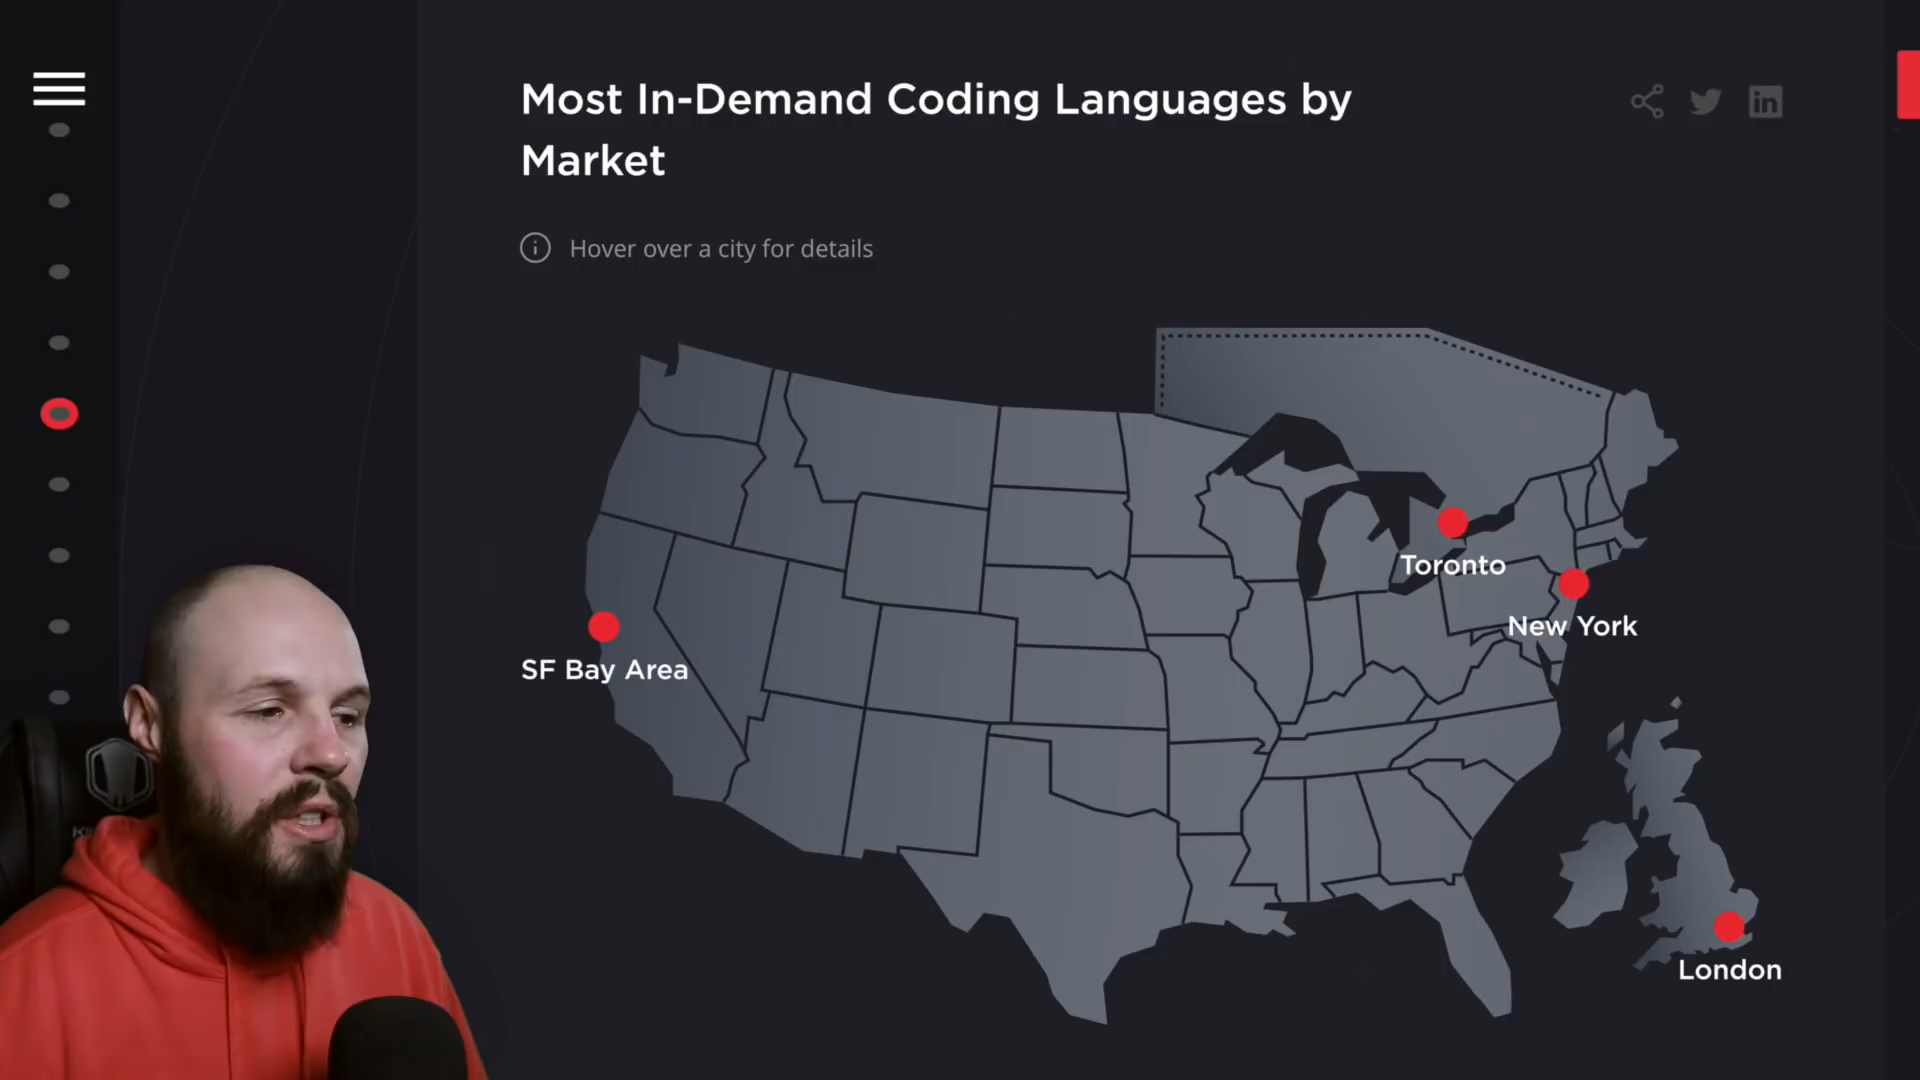 Most In-Demand Coding Languages by
Market
Hover over a city for details
Toronto
New York
SF Bay Area
London